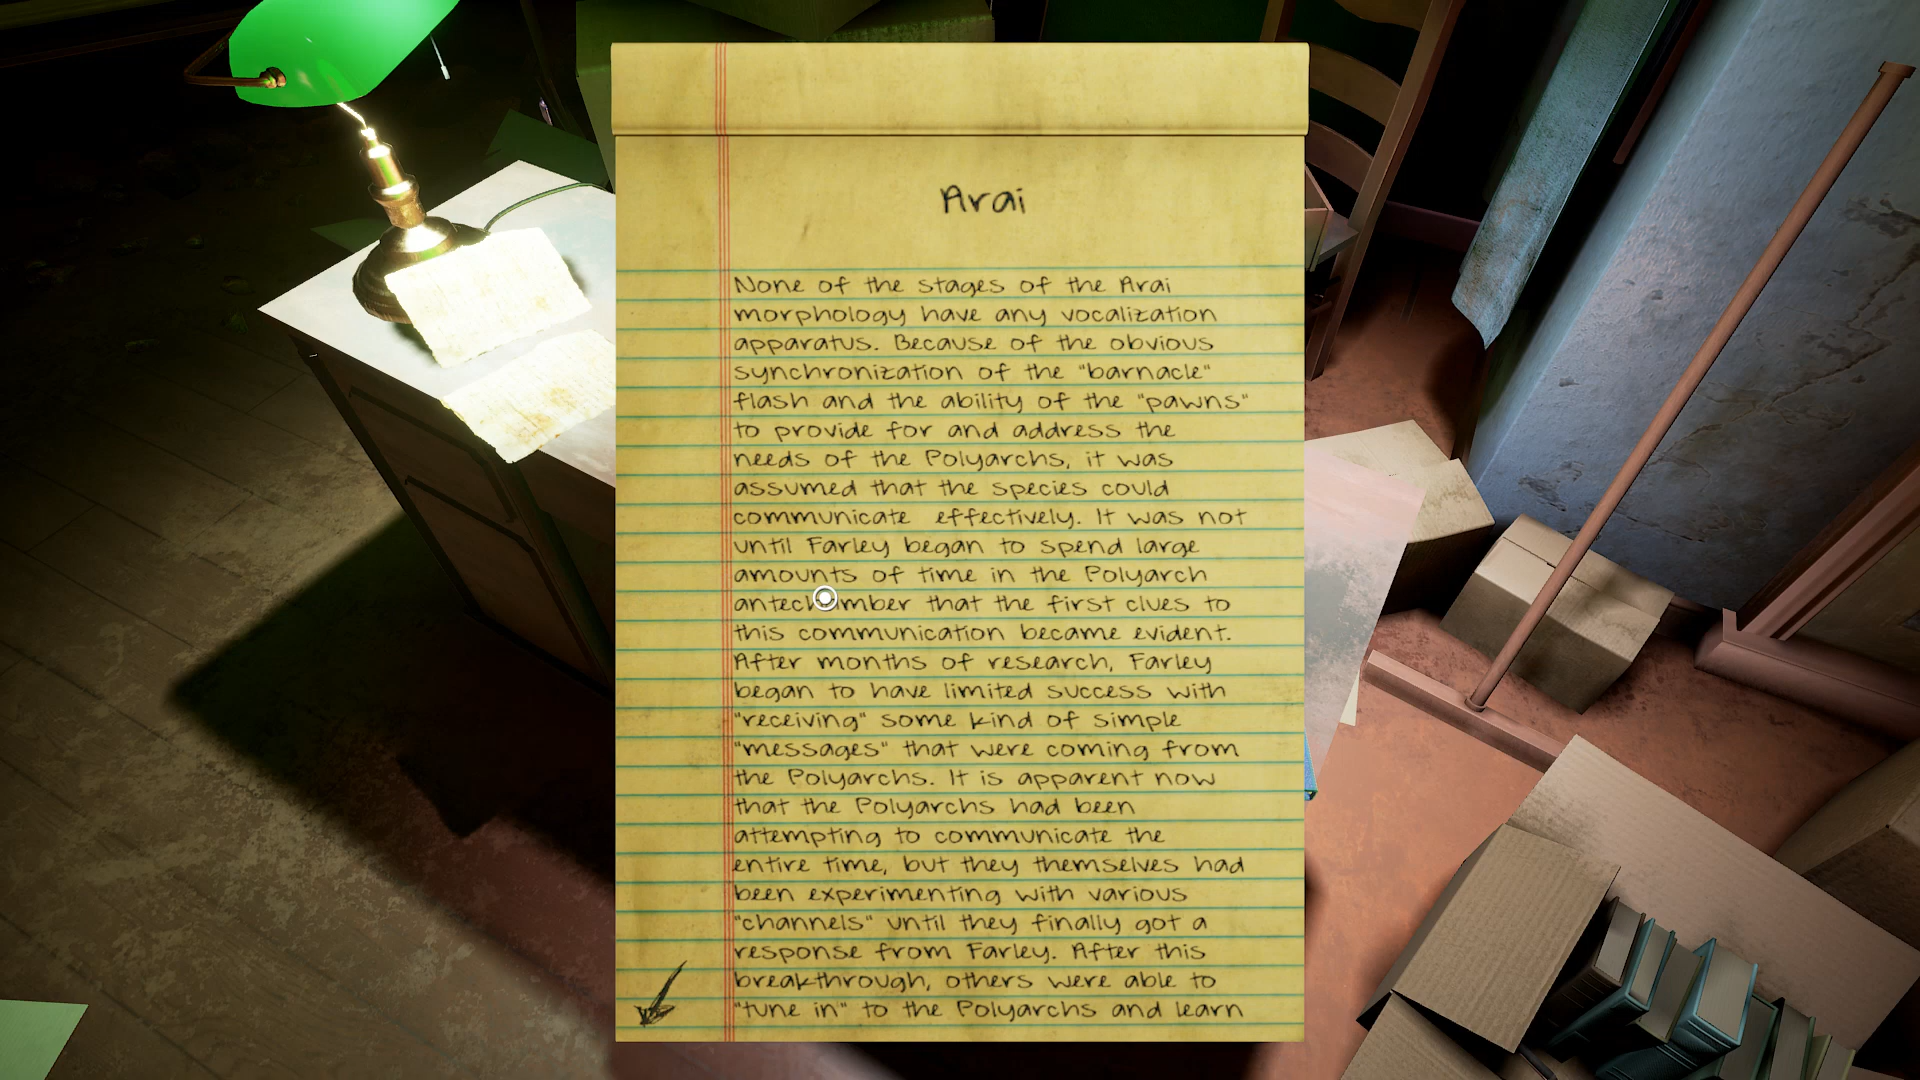 Arai
None of the stages of the Arai
morphology have any vocalization
apparatus. Because of the obvious
synchronization of the "barnacle"
flash and the ability of the "pawns"
to provide for and address the
needs of the Polyarchs, it was
assumed that the species could
communicate effectively. It was not
until Farley began to spend large
amounts of time in the Polyarch
antechamber that the first clues to
this communication became evident.
After months of research, Farley
began to have limited success with
"receiving" some kind of simple
"messages" that were coming from
the Polyarchs. It is apparent now
that the Polyarchs had been
attempting to communicate the
entire time, but they themselves had
been experimenting with various
"channels" until they finally got a
response from Farley. After this
breakthrough, others were able to
"tune in" to the Polyarchs and learn